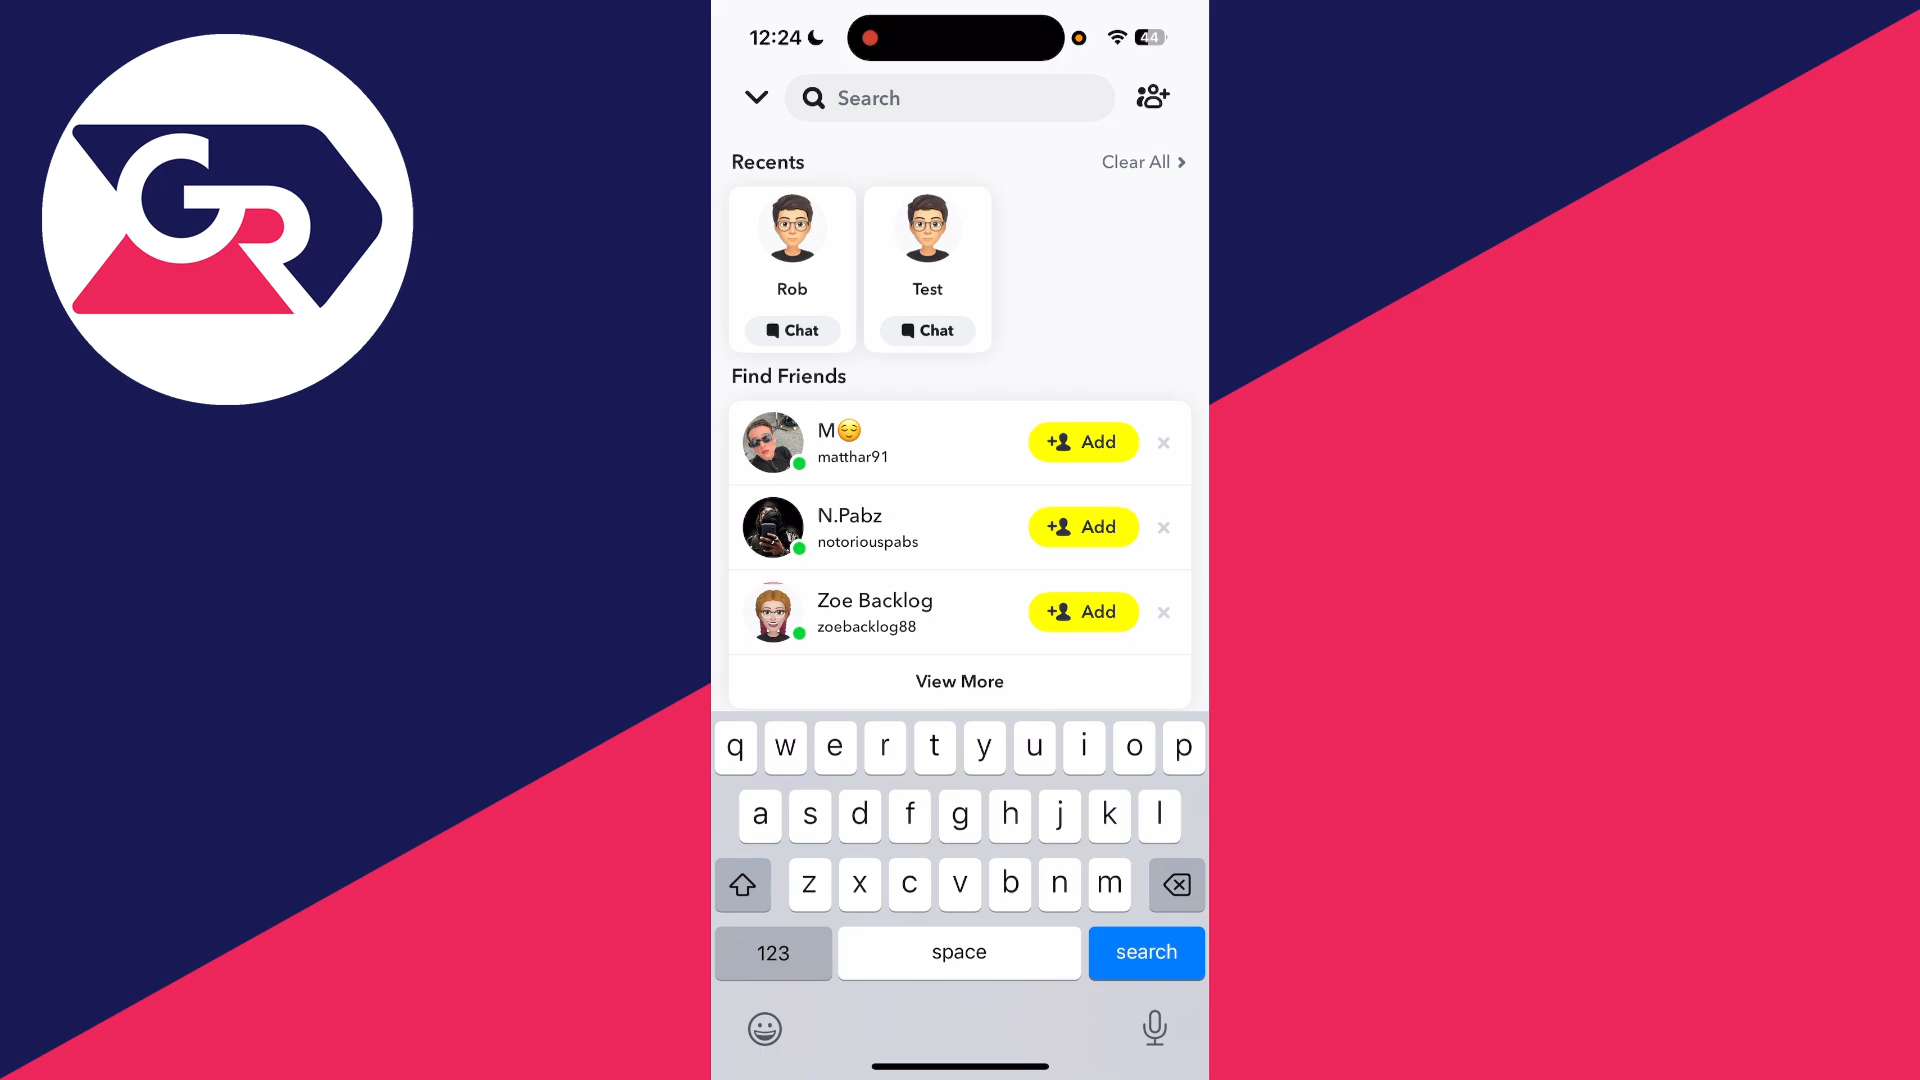 GR
12:24
44
Search
Recents
Clear All
Rob
Test
Chat
Chat
Find Friends
M😌
matthar91
Add
N.Pabz
notoriouspabs
Add
Zoe Backlog
zoebacklog88
Add
View More
q w e r t y u i o p
a s d f g h j k l
z x c v b n m
123 space search